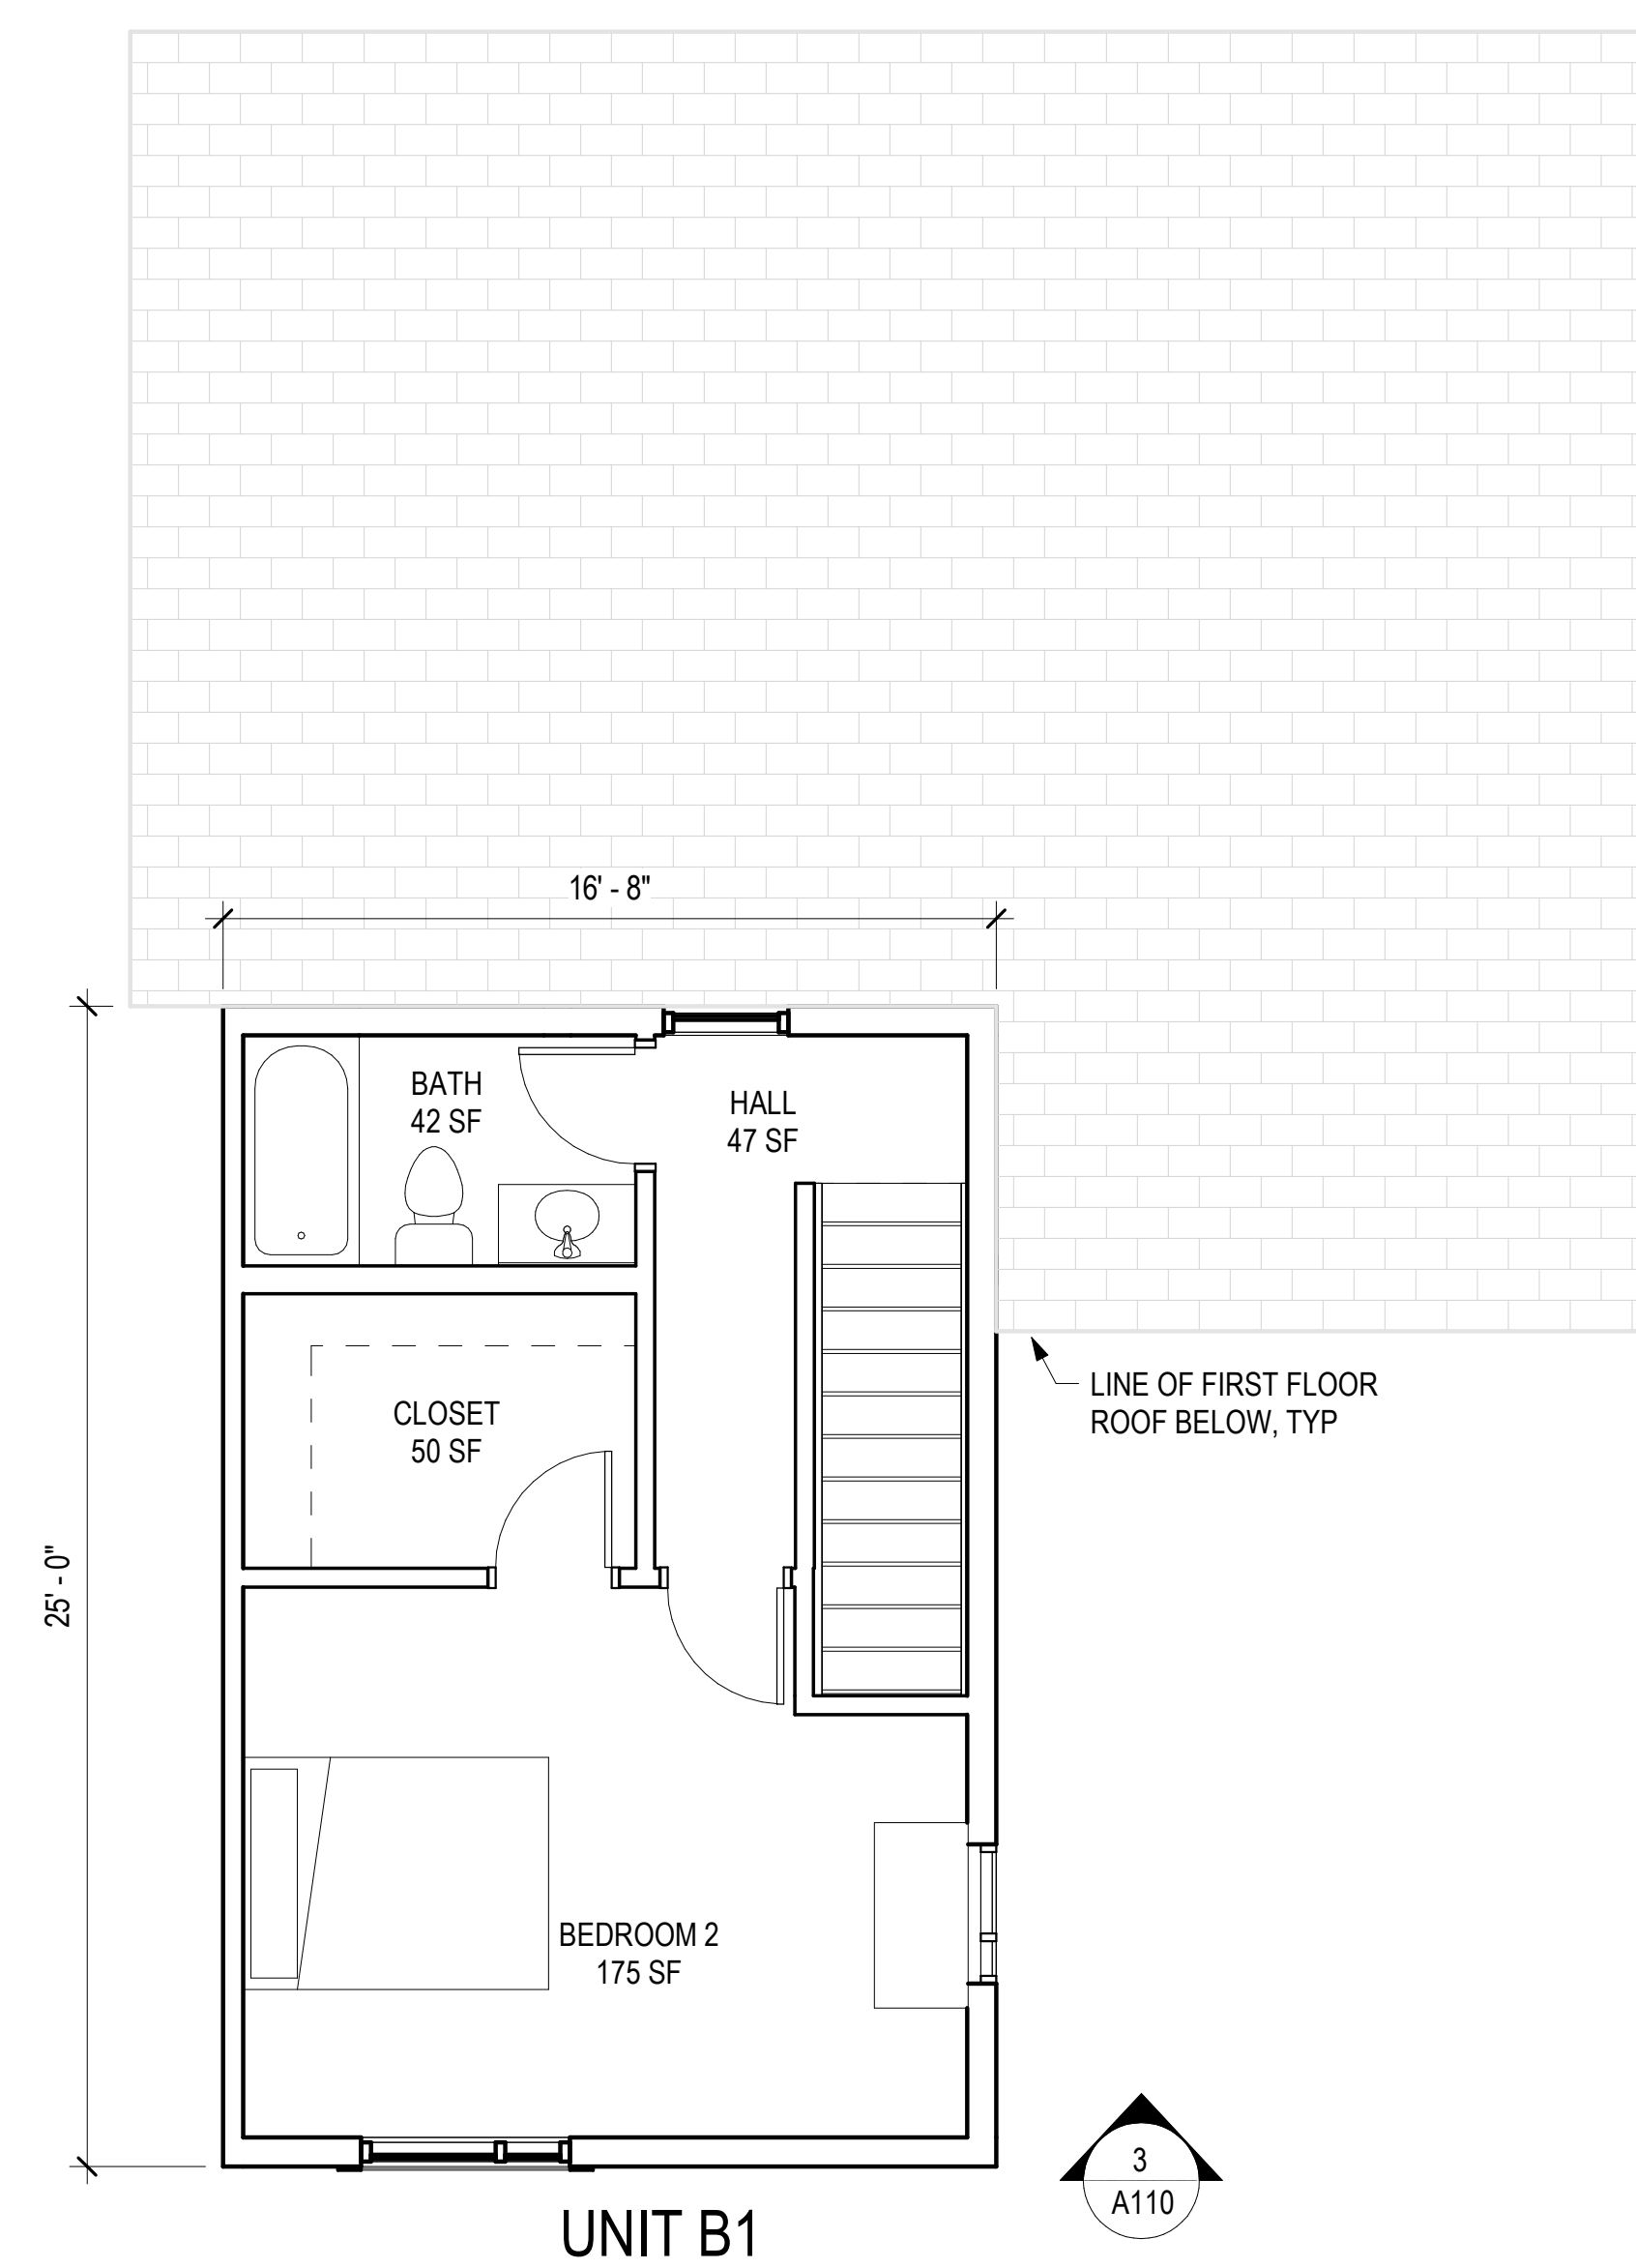 16' - 8"
BATH
42 SF
HALL
47 SF
LINE OF FIRST FLOOR
ROOF BELOW, TYP
CLOSET
50 SF
25' - 0"
BEDROOM 2
175 SF
3
A110
UNIT B1